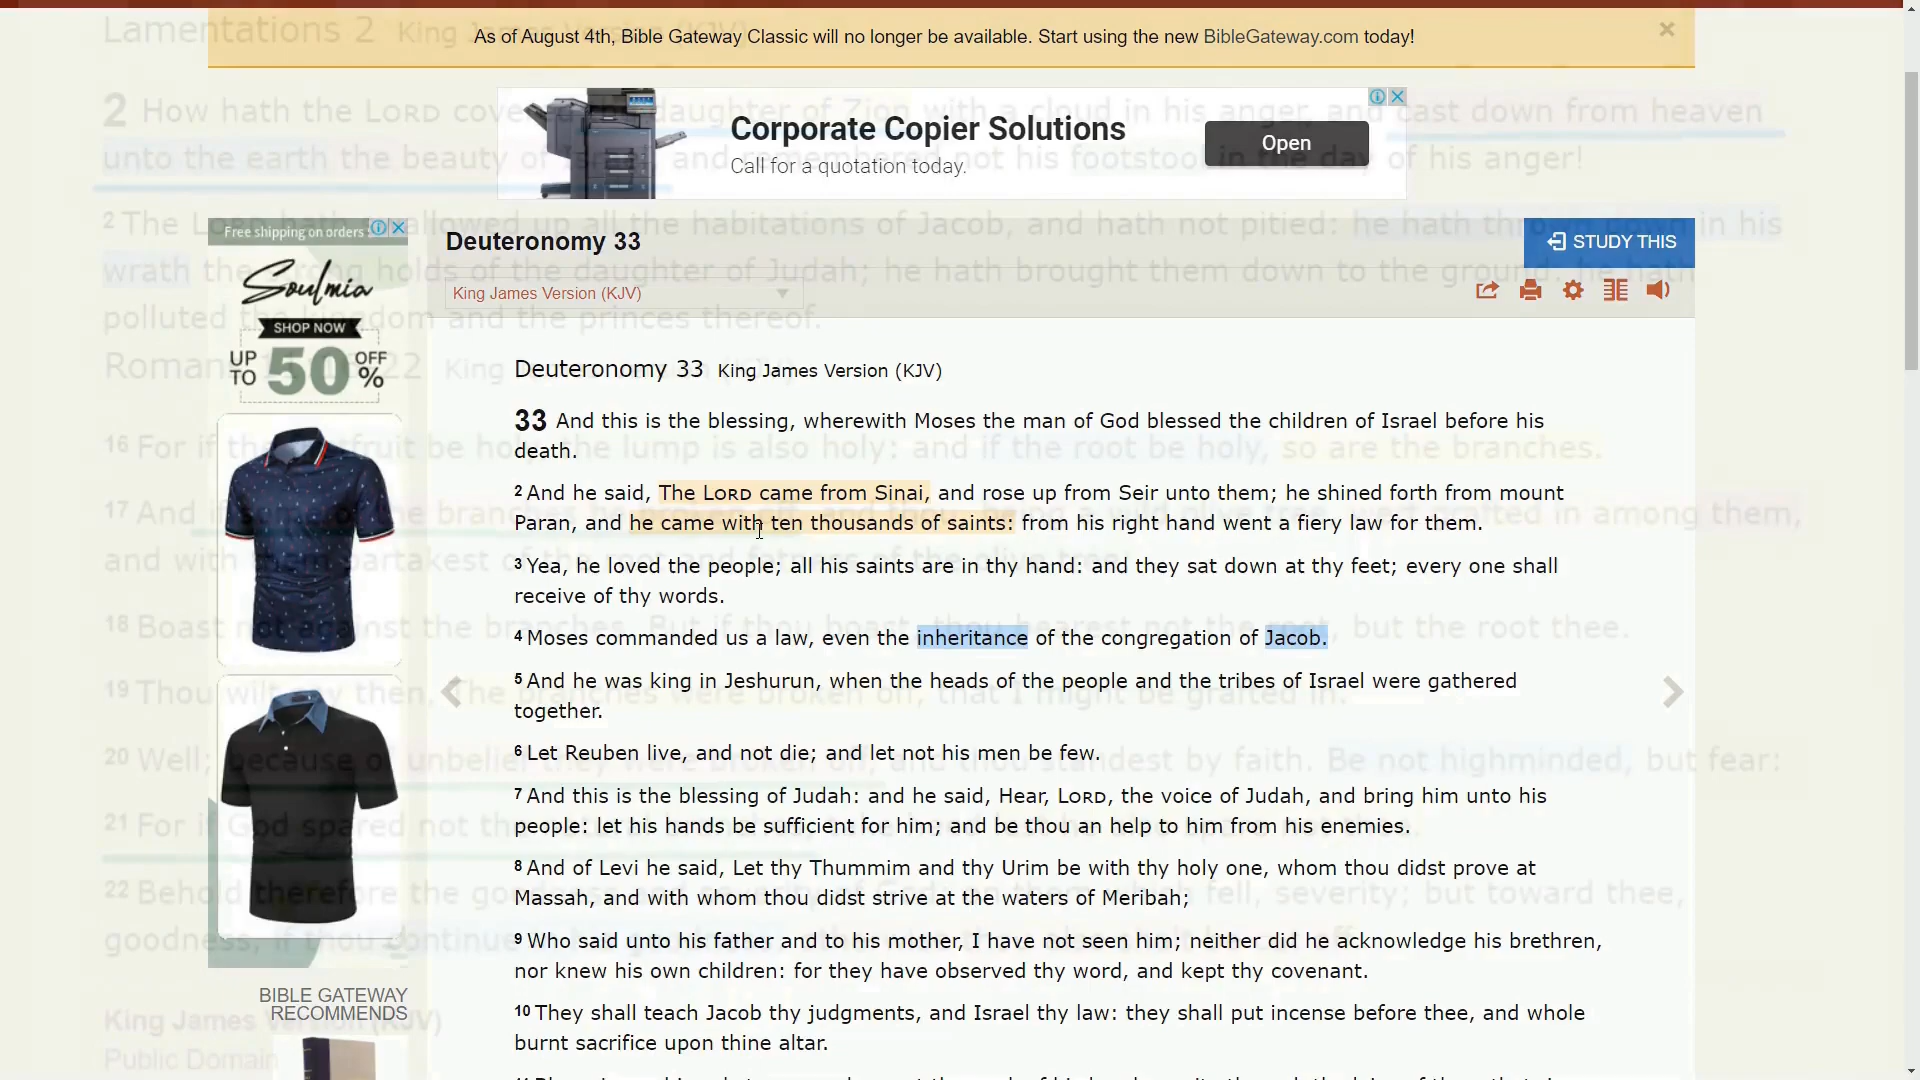 Lamentations 2 King James Version (KJV)
As of August 4th, Bible Gateway Classic will no longer be available. Start using the new BibleGateway.com today!
2 How hath the LORD cove daughter of Zion with a cloud in his anger, and cast down from heaven
unto the earth the beauty of and remembered not his footstool in the day of his anger!
Corporate Copier Solutions
Call for a quotation today.
Open
2 The LORD hath swallowed up all the habitations of Jacob, and hath not pitied: he hath thrown down in his
wrath the strong holds of the daughter of Judah; he hath brought them down to the ground: he hath
polluted the kingdom and the princes thereof.
Free shipping on orders
Soulmia
SHOP NOW
UP TO 50% OFF
Deuteronomy 33
STUDY THIS
King James Version (KJV)
Roman 22 King
Deuteronomy 33 King James Version (KJV)
33 And this is the blessing, wherewith Moses the man of God blessed the children of Israel before his
death.
16 For if the firstfruit be holy, the lump is also holy: and if the root be holy, so are the branches.
2 And he said, The LORD came from Sinai, and rose up from Seir unto them; he shined forth from mount
Paran, and he came with ten thousands of saints: from his right hand went a fiery law for them.
17 And if some of the branches be broken off, and thou, being a wild olive tree, wert grafted in among them,
and with them partakest of the root and fatness of the olive tree;
3 Yea, he loved the people; all his saints are in thy hand: and they sat down at thy feet; every one shall
receive of thy words.
18 Boast not against the branches. But if thou boast, thou bearest not the root, but the root thee.
4 Moses commanded us a law, even the inheritance of the congregation of Jacob.
5 And he was king in Jeshurun, when the heads of the people and the tribes of Israel were gathered
together.
19 Thou wilt say then, The branches were broken off, that I might be grafted in.
6 Let Reuben live, and not die; and let not his men be few.
20 Well; because of unbelief they were broken off, and thou standest by faith. Be not highminded, but fear:
7 And this is the blessing of Judah: and he said, Hear, LORD, the voice of Judah, and bring him unto his
people: let his hands be sufficient for him; and be thou an help to him from his enemies.
21 For if God spared not the
8 And of Levi he said, Let thy Thummim and thy Urim be with thy holy one, whom thou didst prove at
Massah, and with whom thou didst strive at the waters of Meribah;
22 Behold therefore the goodness and severity of God: on them which fell, severity; but toward thee,
goodness, if thou continue
9 Who said unto his father and to his mother, I have not seen him; neither did he acknowledge his brethren,
nor knew his own children: for they have observed thy word, and kept thy covenant.
BIBLE GATEWAY
RECOMMENDS
10 They shall teach Jacob thy judgments, and Israel thy law: they shall put incense before thee, and whole
burnt sacrifice upon thine altar.
King James Version (KJV)
Public Domain